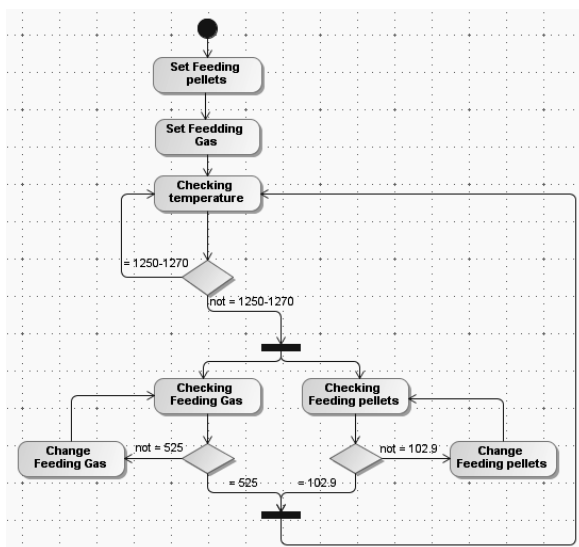 Set Feeding
pellets
Set Feedding
Gas
Checking
temperature
= 1250-1270
not = 1250-1270
Checking
Feeding Gas
Checking
Feeding pellets
not = 525
not = 102.9
Change
Feeding Gas
Change
Feeding pellets
= 525
= 102.9